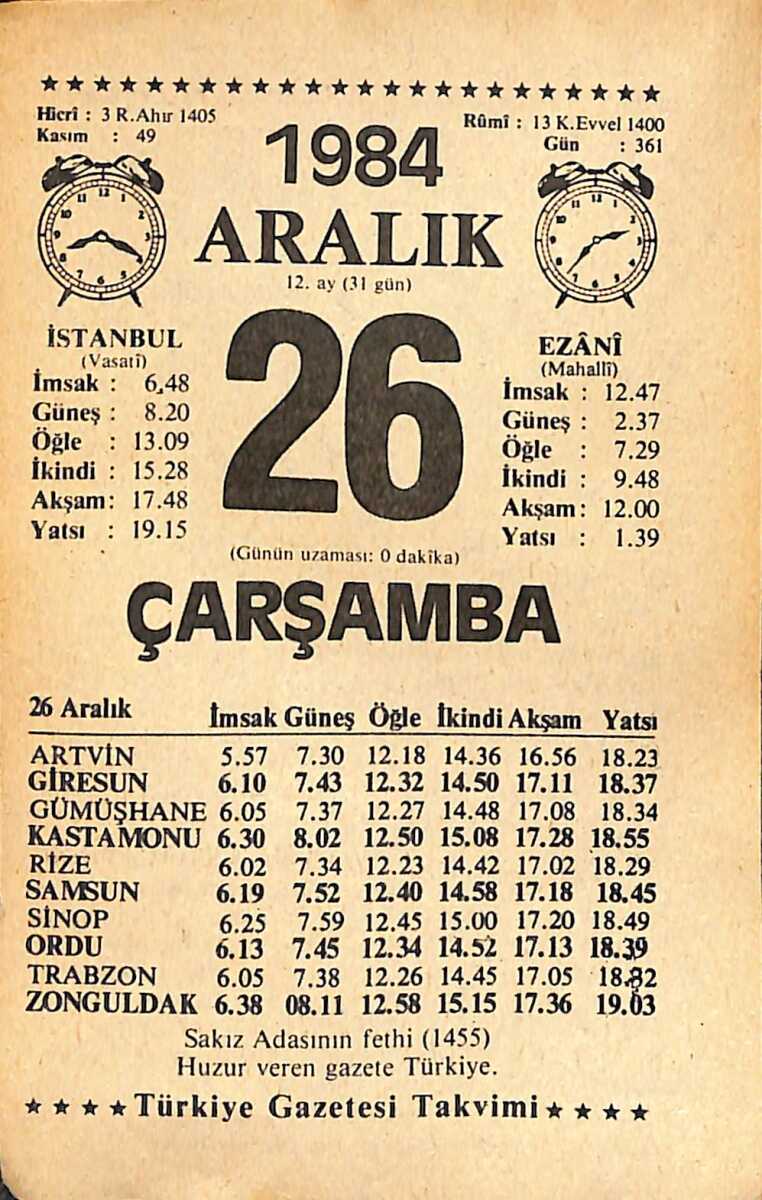 Hicrî : 3 R.Ahır 1405
Kasım : 49
Rûmî : 13 K.Evvel 1400
Gün : 361
1984
ARALIK
12. ay (31 gün)
26
İSTANBUL
(Vasatî)
İmsak : 6.48
Güneş : 8.20
Öğle : 13.09
İkindi : 15.28
Akşam: 17.48
Yatsı : 19.15
EZÂNÎ
(Mahallî)
İmsak : 12.47
Güneş : 2.37
Öğle : 7.29
İkindi : 9.48
Akşam: 12.00
Yatsı : 1.39
(Günün uzaması: 0 dakîka)
ÇARŞAMBA
26 Aralık İmsak Güneş Öğle İkindi Akşam Yatsı
ARTVİN 5.57 7.30 12.18 14.36 16.56 18.23
GİRESUN 6.10 7.43 12.32 14.50 17.11 18.37
GÜMÜŞHANE 6.05 7.37 12.27 14.48 17.08 18.34
KASTAMONU 6.30 8.02 12.50 15.08 17.28 18.55
RİZE 6.02 7.34 12.23 14.42 17.02 18.29
SAMSUN 6.19 7.52 12.40 14.58 17.18 18.45
SİNOP 6.25 7.59 12.45 15.00 17.20 18.49
ORDU 6.13 7.45 12.34 14.52 17.13 18.39
TRABZON 6.05 7.38 12.26 14.45 17.05
ZONGULDAK 6.38 08.11 12.58 15.15 17.36 19.03
Sakız Adasının fethi (1455)
Huzur veren gazete Türkiye.
★ ★ ★ ★ Türkiye Gazetesi Takvimi ★ ★ ★ ★